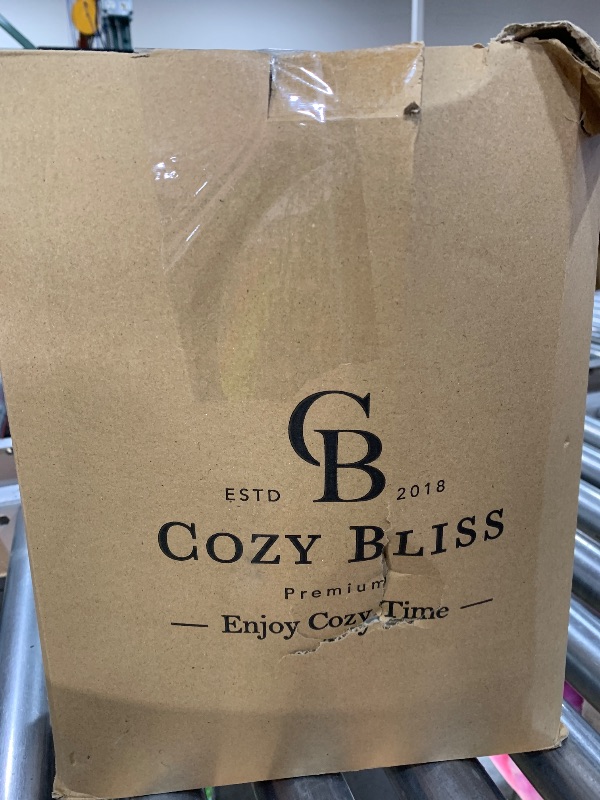 CB
ESTD 2018
COZY BLISS
Premium
— Enjoy Cozy Time —